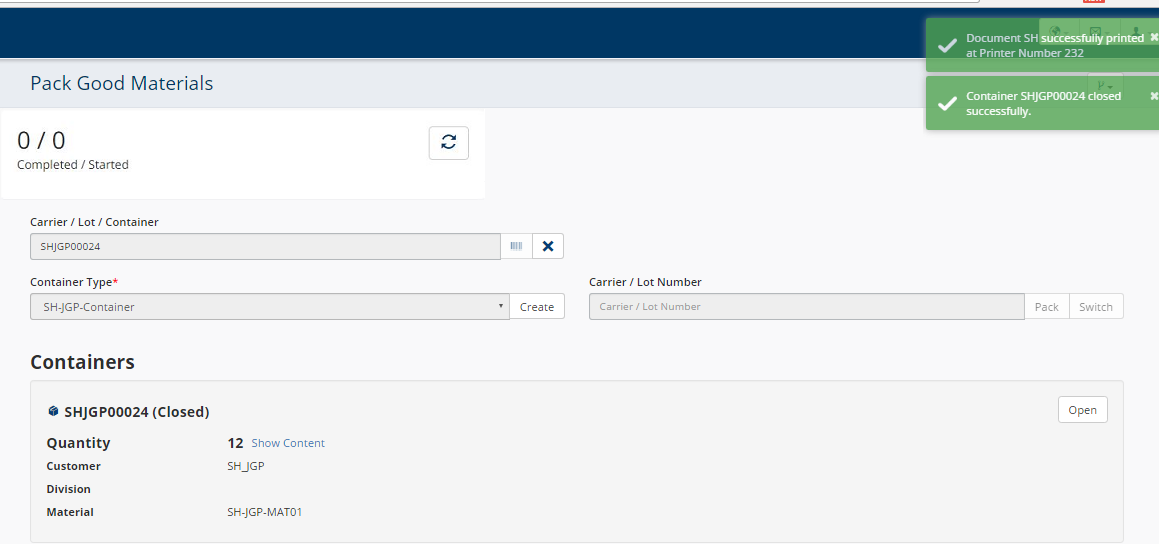 Document SH successfully printed
at Printer Number 232
Pack Good Materials
Container SHJGP00024 closed
successfully.
0 / 0
Completed / Started
Carrier / Lot / Container
SHJGP00024
Container Type*
Carrier / Lot Number
SH-JGP-Container
Create
Carrier / Lot Number
Pack
Switch
Containers
SHJGP00024 (Closed)
Open
Quantity
12 Show Content
Customer
SH_JGP
Division
Material
SH-JGP-MAT01